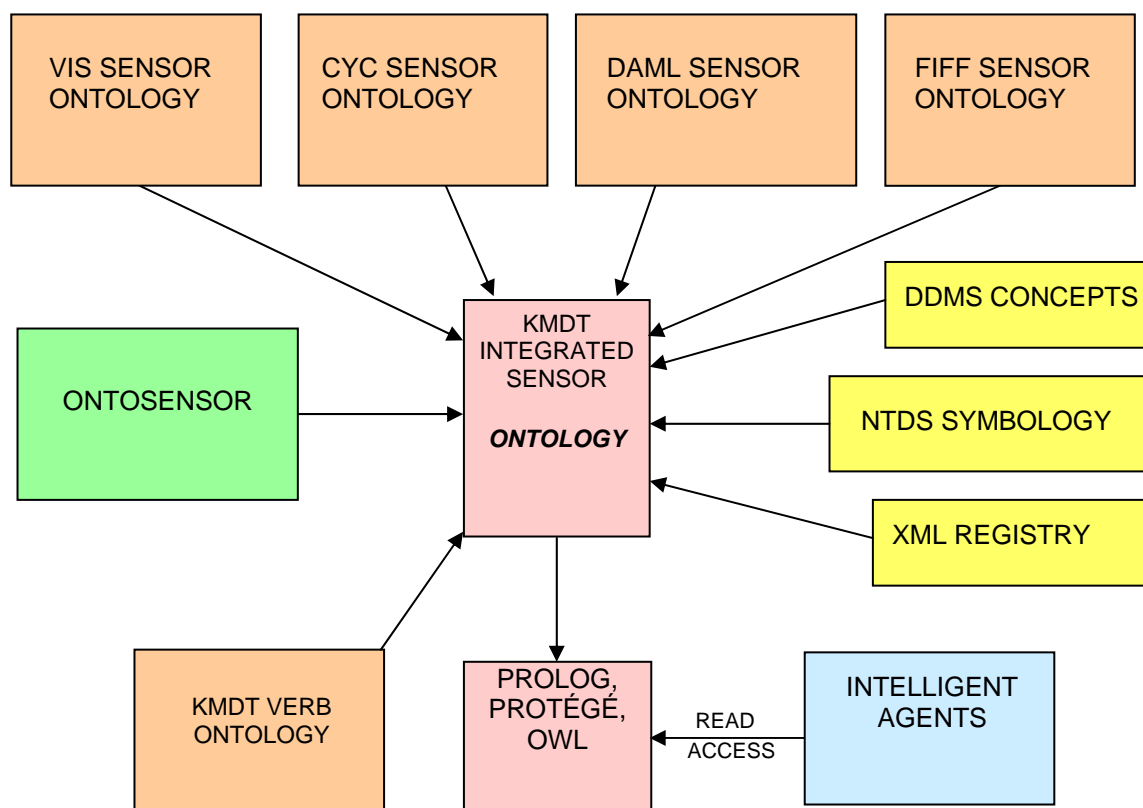 VIS SENSOR
ONTOLOGY
CYC SENSOR
ONTOLOGY
DAML SENSOR
ONTOLOGY
FIFF SENSOR
ONTOLOGY
DDMS CONCEPTS
KMDT
INTEGRATED
SENSOR
ONTOLOGY
ONTOSENSOR
NTDS SYMBOLOGY
XML REGISTRY
KMDT VERB
ONTOLOGY
PROLOG,
PROTÉGÉ,
OWL
READ
ACCESS
INTELLIGENT
AGENTS